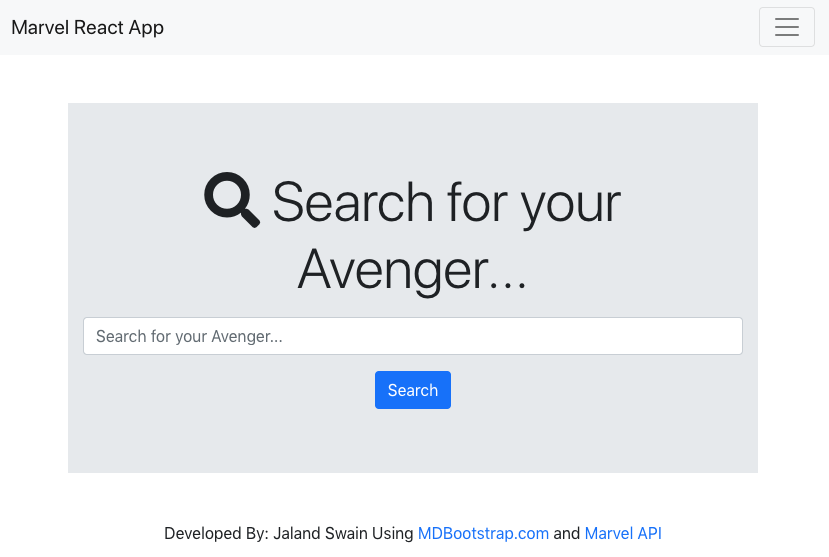 Marvel React App
Search for your
Avenger...
Search for your Avenger...
Search
Developed By: Jaland Swain Using MDBootstrap.com and Marvel API